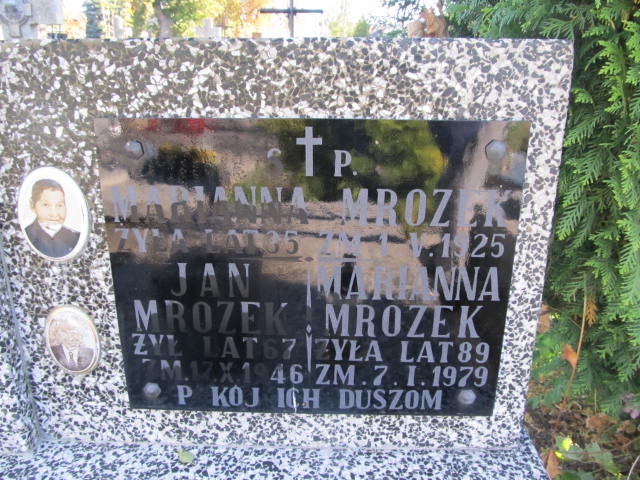 Ś P.
MARIANNA MROZEK
ŻYŁA LAT 35 ZM. 1 V. 1925
JAN
MROZEK
ŻYŁ LAT 67
ZM. 17.X.1946
MARIANNA
MROZEK
ŻYŁA LAT 89
ZM. 7. I. 1979
P KÓJ ICH DUSZOM